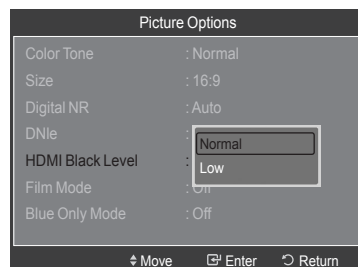 Picture Options
Color Tone : Normal
Size : 16:9
Digital NR : Auto
DNIe :
Normal
HDMI Black Level :
Low
Film Mode : Off
Blue Only Mode : Off
Move Enter Return